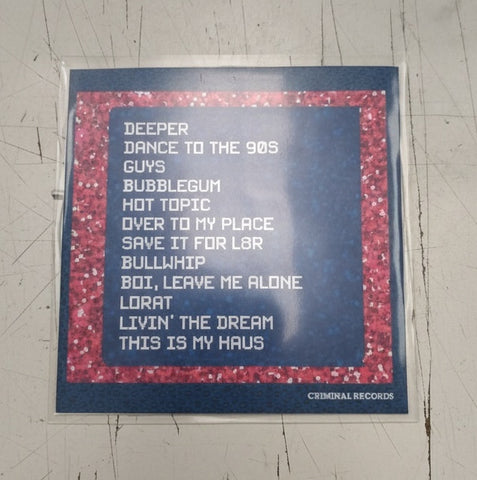 DEEPER
DANCE TO THE 90S
GUYS
BUBBLEGUM
HOT TOPIC
OVER TO MY PLACE
SAVE IT FOR L8R
BULLWHIP
BOI, LEAVE ME ALONE
LORAT
LIVIN' THE DREAM
THIS IS MY HAUS
CRIMINAL RECORDS